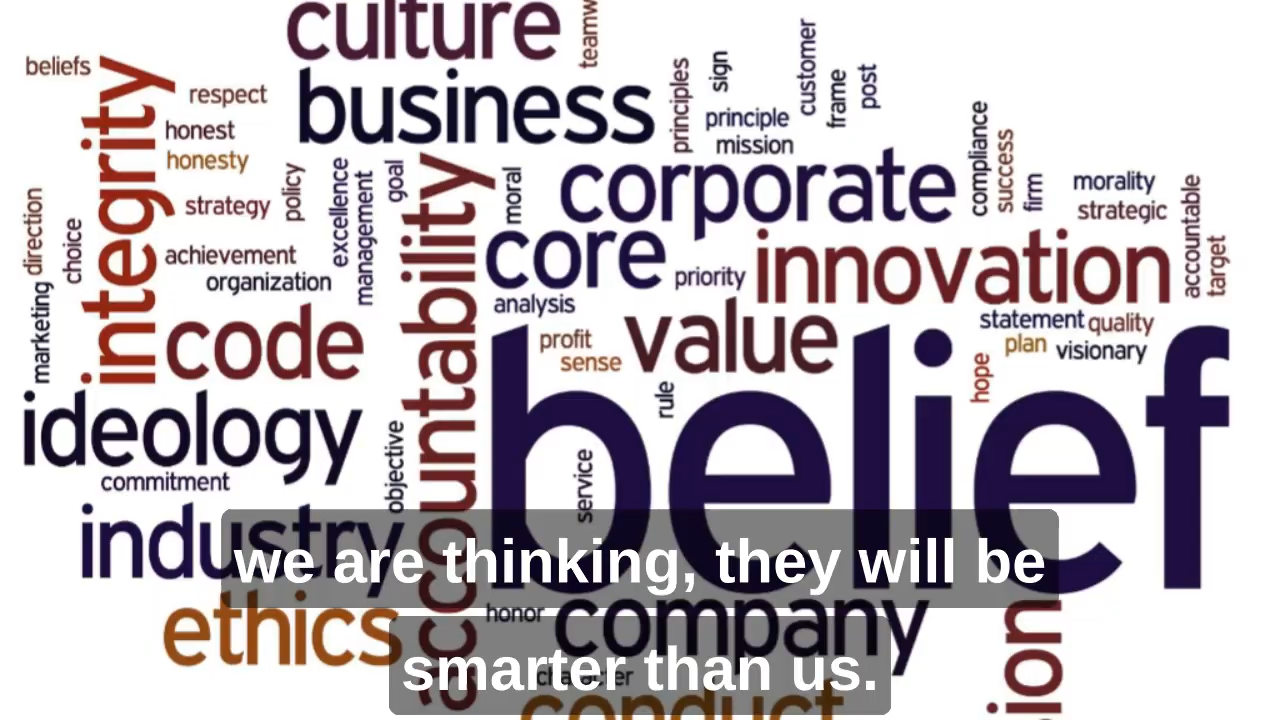 culture
teamw
beliefs
integrity
respect
business
principles
sign
customer
frame
post
principle
honest
mission
honesty
compliance
success
policy
excellence
management
goal
accountability
moral
corporate
firm
morality
strategic
accountable
target
direction
choice
strategy
core
innovation
achievement
organization
priority
marketing
analysis
code
profit
sense
value
statement
quality
plan
visionary
hope
rule
belief
ideology
objective
service
commitment
industry
we are thinking, they will be
ethics
honor
company
smarter than us.
character
conduct